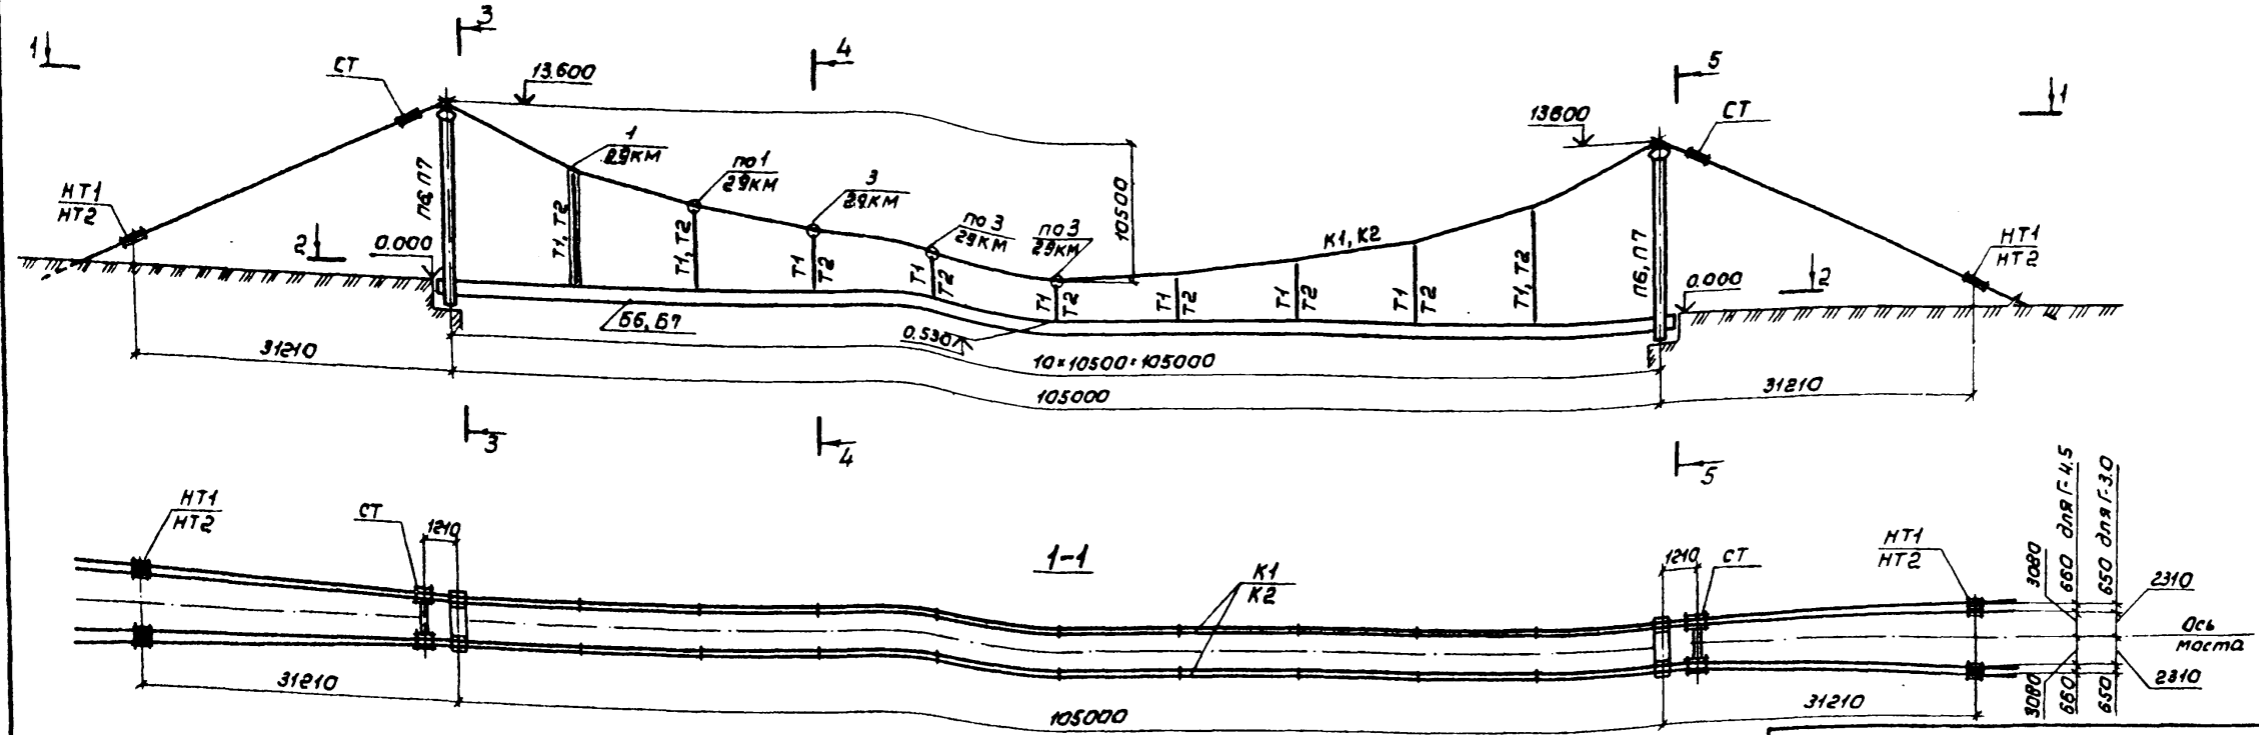 3
4
5
1
1
СТ
13.600
13600
СТ
1
29КМ
по 1
29КМ
3
29КМ
по 3
29КМ
по 3
29КМ
10500
П6, П7
П6, П7
НТ1
НТ2
НТ1
НТ2
Т1, Т2
Т1, Т2
Т1
Т2
Т1
Т2
Т1
Т2
Т1
Т2
Т1
Т2
Т1
Т2
Т1, Т2
К1, К2
2
0.000
2
0.000
Б6, Б7
0.530
31210
10×10500=105000
31210
105000
3
4
5
НТ1
НТ2
СТ
1210
1-1
К1
К2
1210
СТ
НТ1
НТ2
3080
660 для Г-4.5
650 для Г-3.0
2310
Ось
моста
3080
660
650
2310
31210
105000
31210